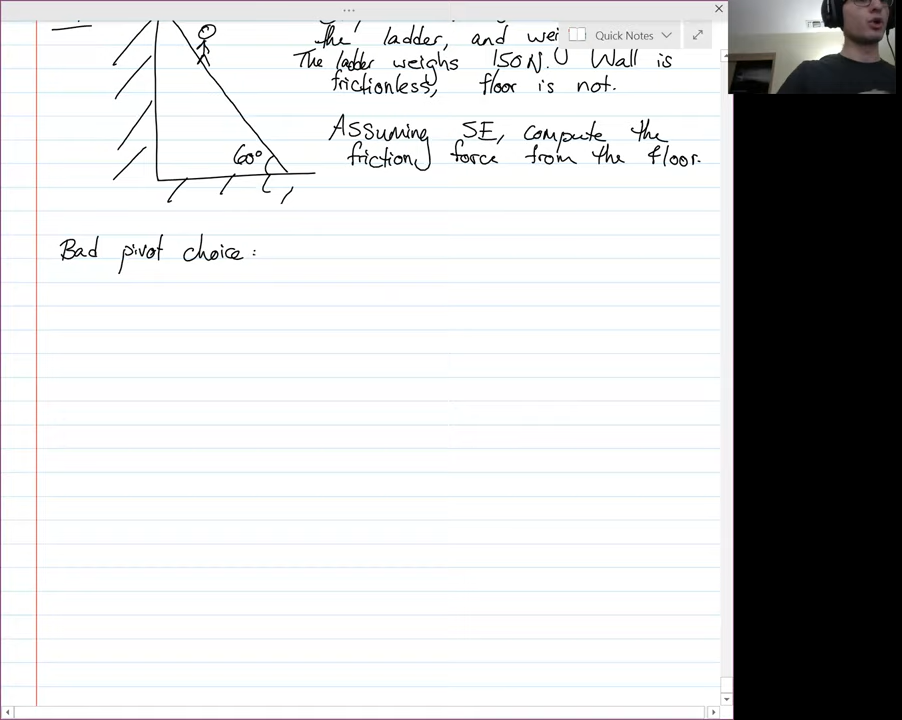 the ladder, and wei
Quick Notes
The ladder weighs 150N. Wall is
frictionless, floor is not.
Assuming SE, compute the
friction force from the floor.
60°
Bad pivot choice: